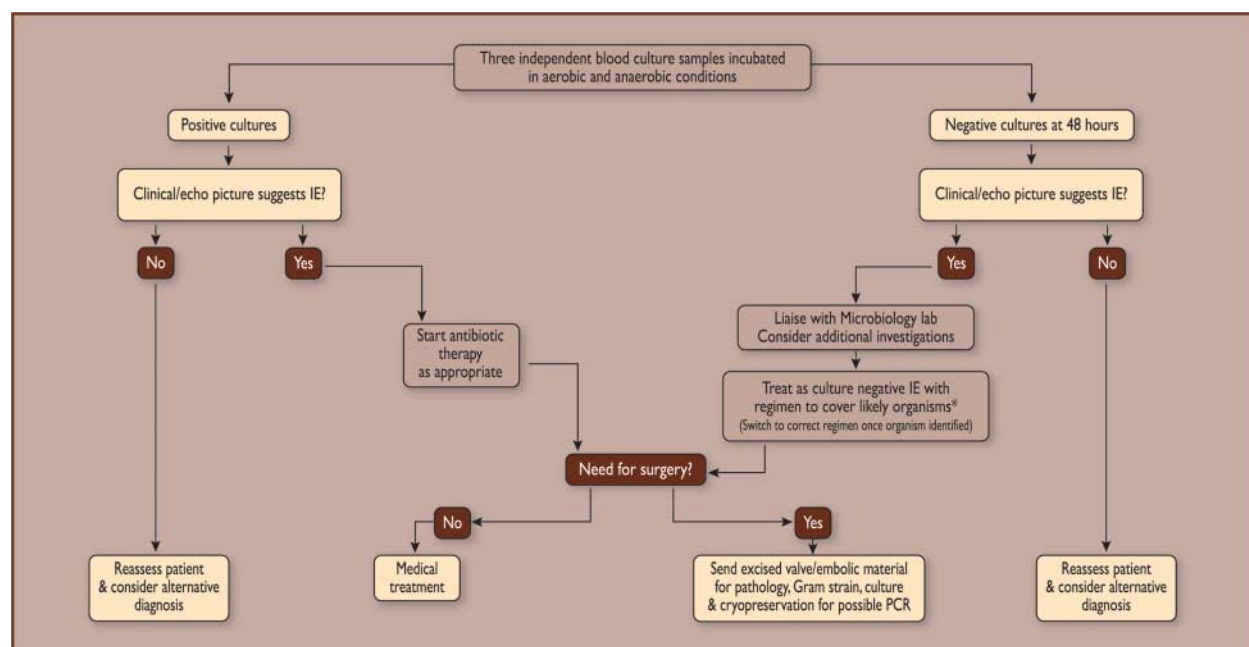 Three independent blood culture samples incubated
in aerobic and anaerobic conditions
Positive cultures
Negative cultures at 48 hours
Clinical/echo picture suggests IE?
Clinical/echo picture suggests IE?
No
Yes
Yes
No
Start antibiotic
therapy
as appropriate
Liaise with Microbiology lab
Consider additional investigations
Treat as culture negative IE with
regimen to cover likely organisms*
(Switch to correct regimen once organism identified)
Need for surgery?
No
Yes
Reassess patient
& consider alternative
diagnosis
Medical
treatment
Send excised valve/embolic material
for pathology, Gram strain, culture
& cryopreservation for possible PCR
Reassess patient
& consider alternative
diagnosis